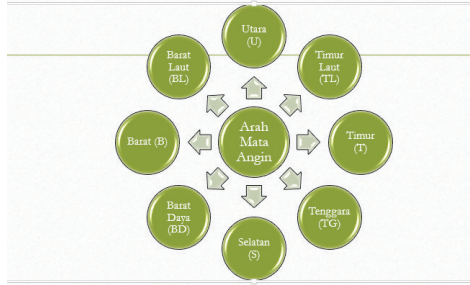 Utara
(U)
Timur
Laut
(TL)
Timur
(T)
Tenggara
(TG)
Selatan
(S)
Barat
Daya
(BD)
Barat (B)
Barat
Laut
(BL)
Arah
Mata
Angin